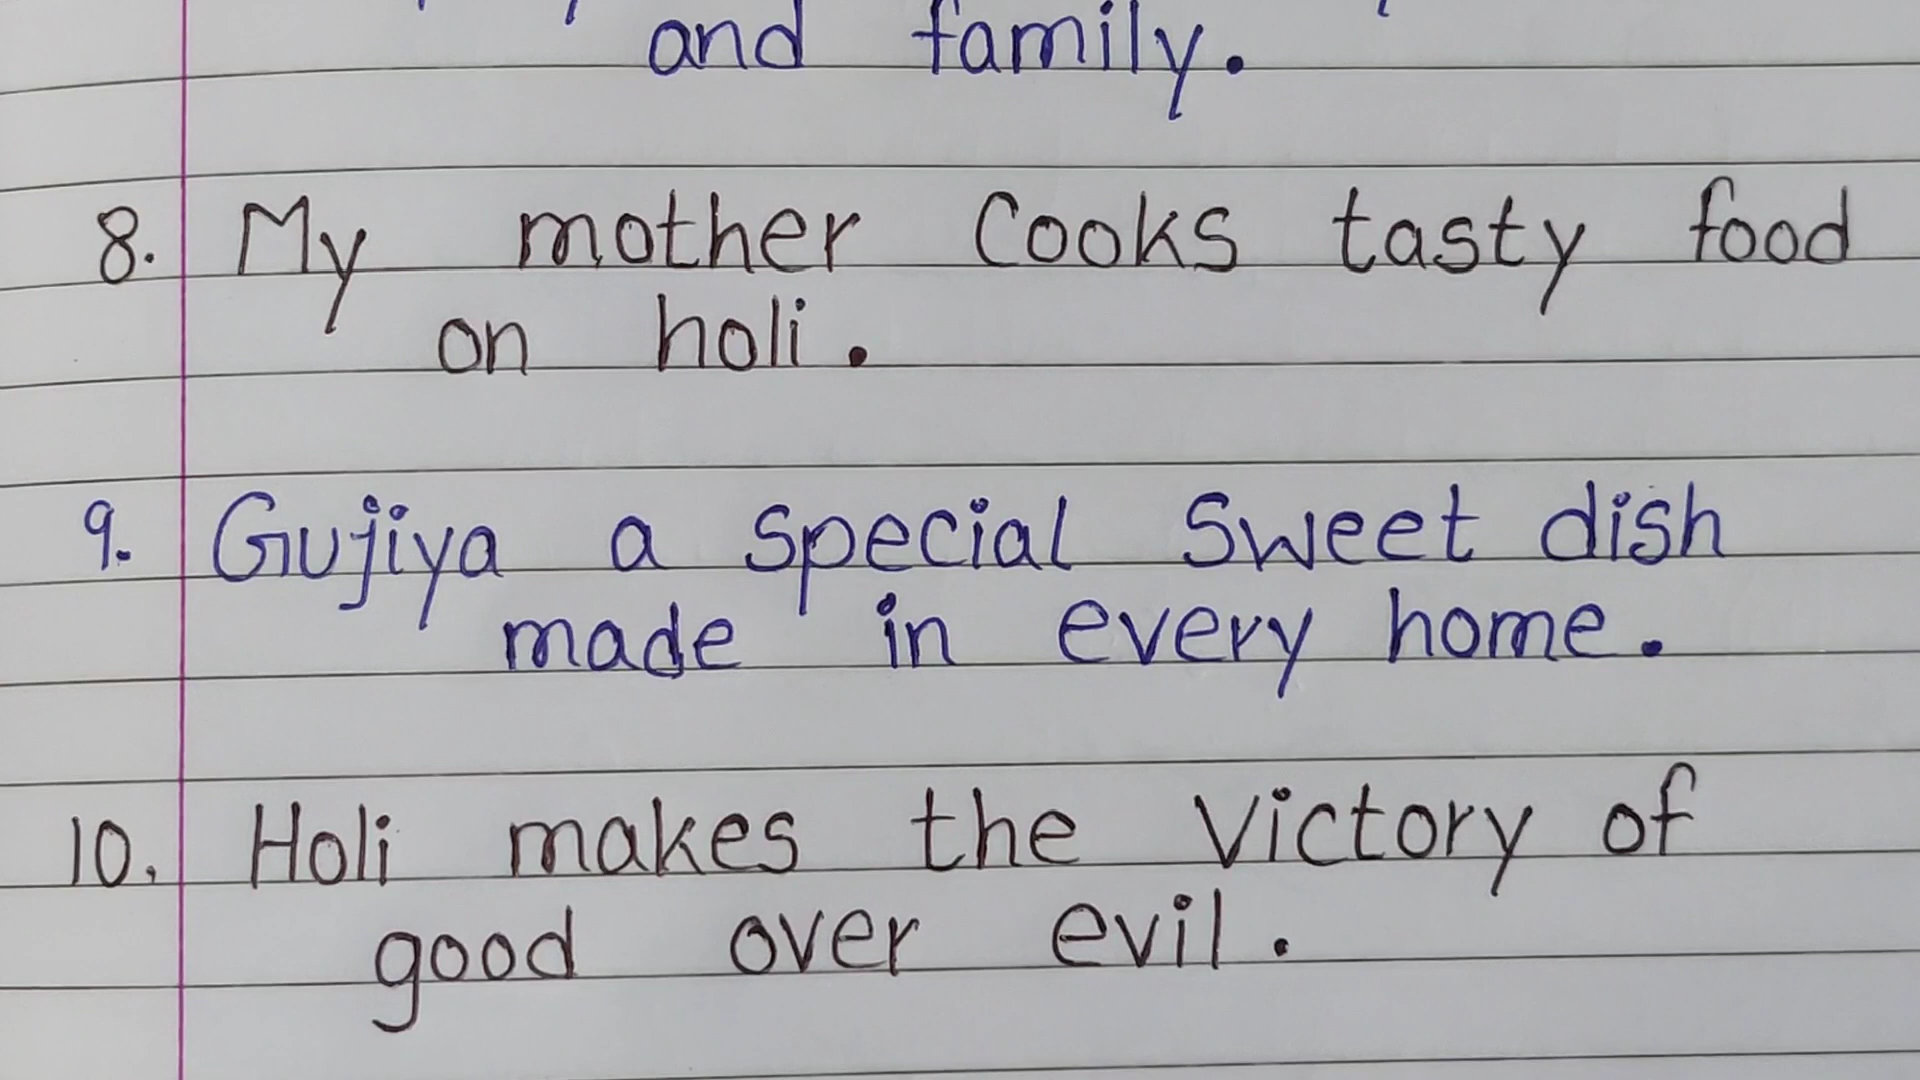 and family.
8. My mother Cooks tasty food
on holi.
9. Gujiya a special Sweet dish
made in every home.
10. Holi makes the Victory of
good over evil.